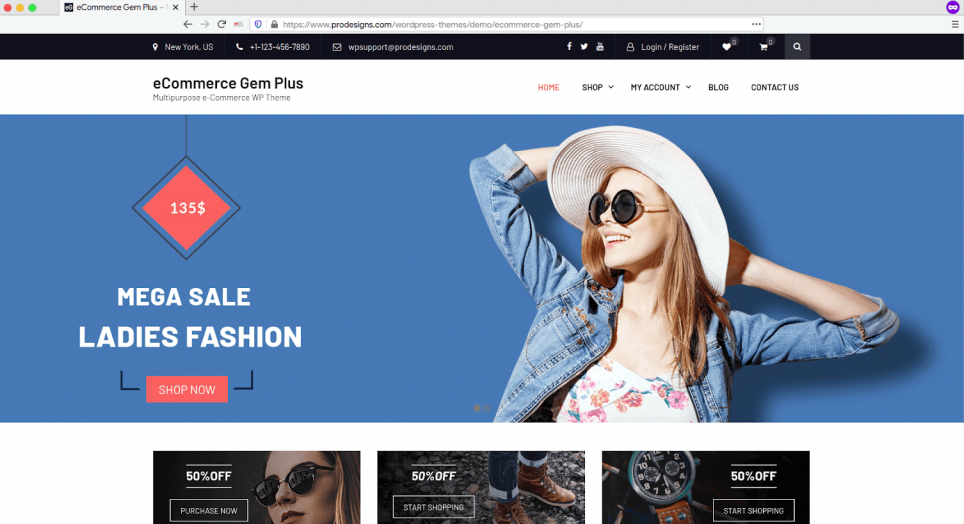 eCommerce Gem Plus –
https://www.prodesigns.com/wordpress-themes/demo/ecommerce-gem-plus/
New York, US
+1-123-456-7890
wpsupport@prodesigns.com
Login / Register
0
0
eCommerce Gem Plus
Multipurpose e-Commerce WP Theme
HOME
SHOP
MY ACCOUNT
BLOG
CONTACT US
135$
MEGA SALE
LADIES FASHION
SHOP NOW
50%OFF
PURCHASE NOW
50%OFF
START SHOPPING
50%OFF
START SHOPPING